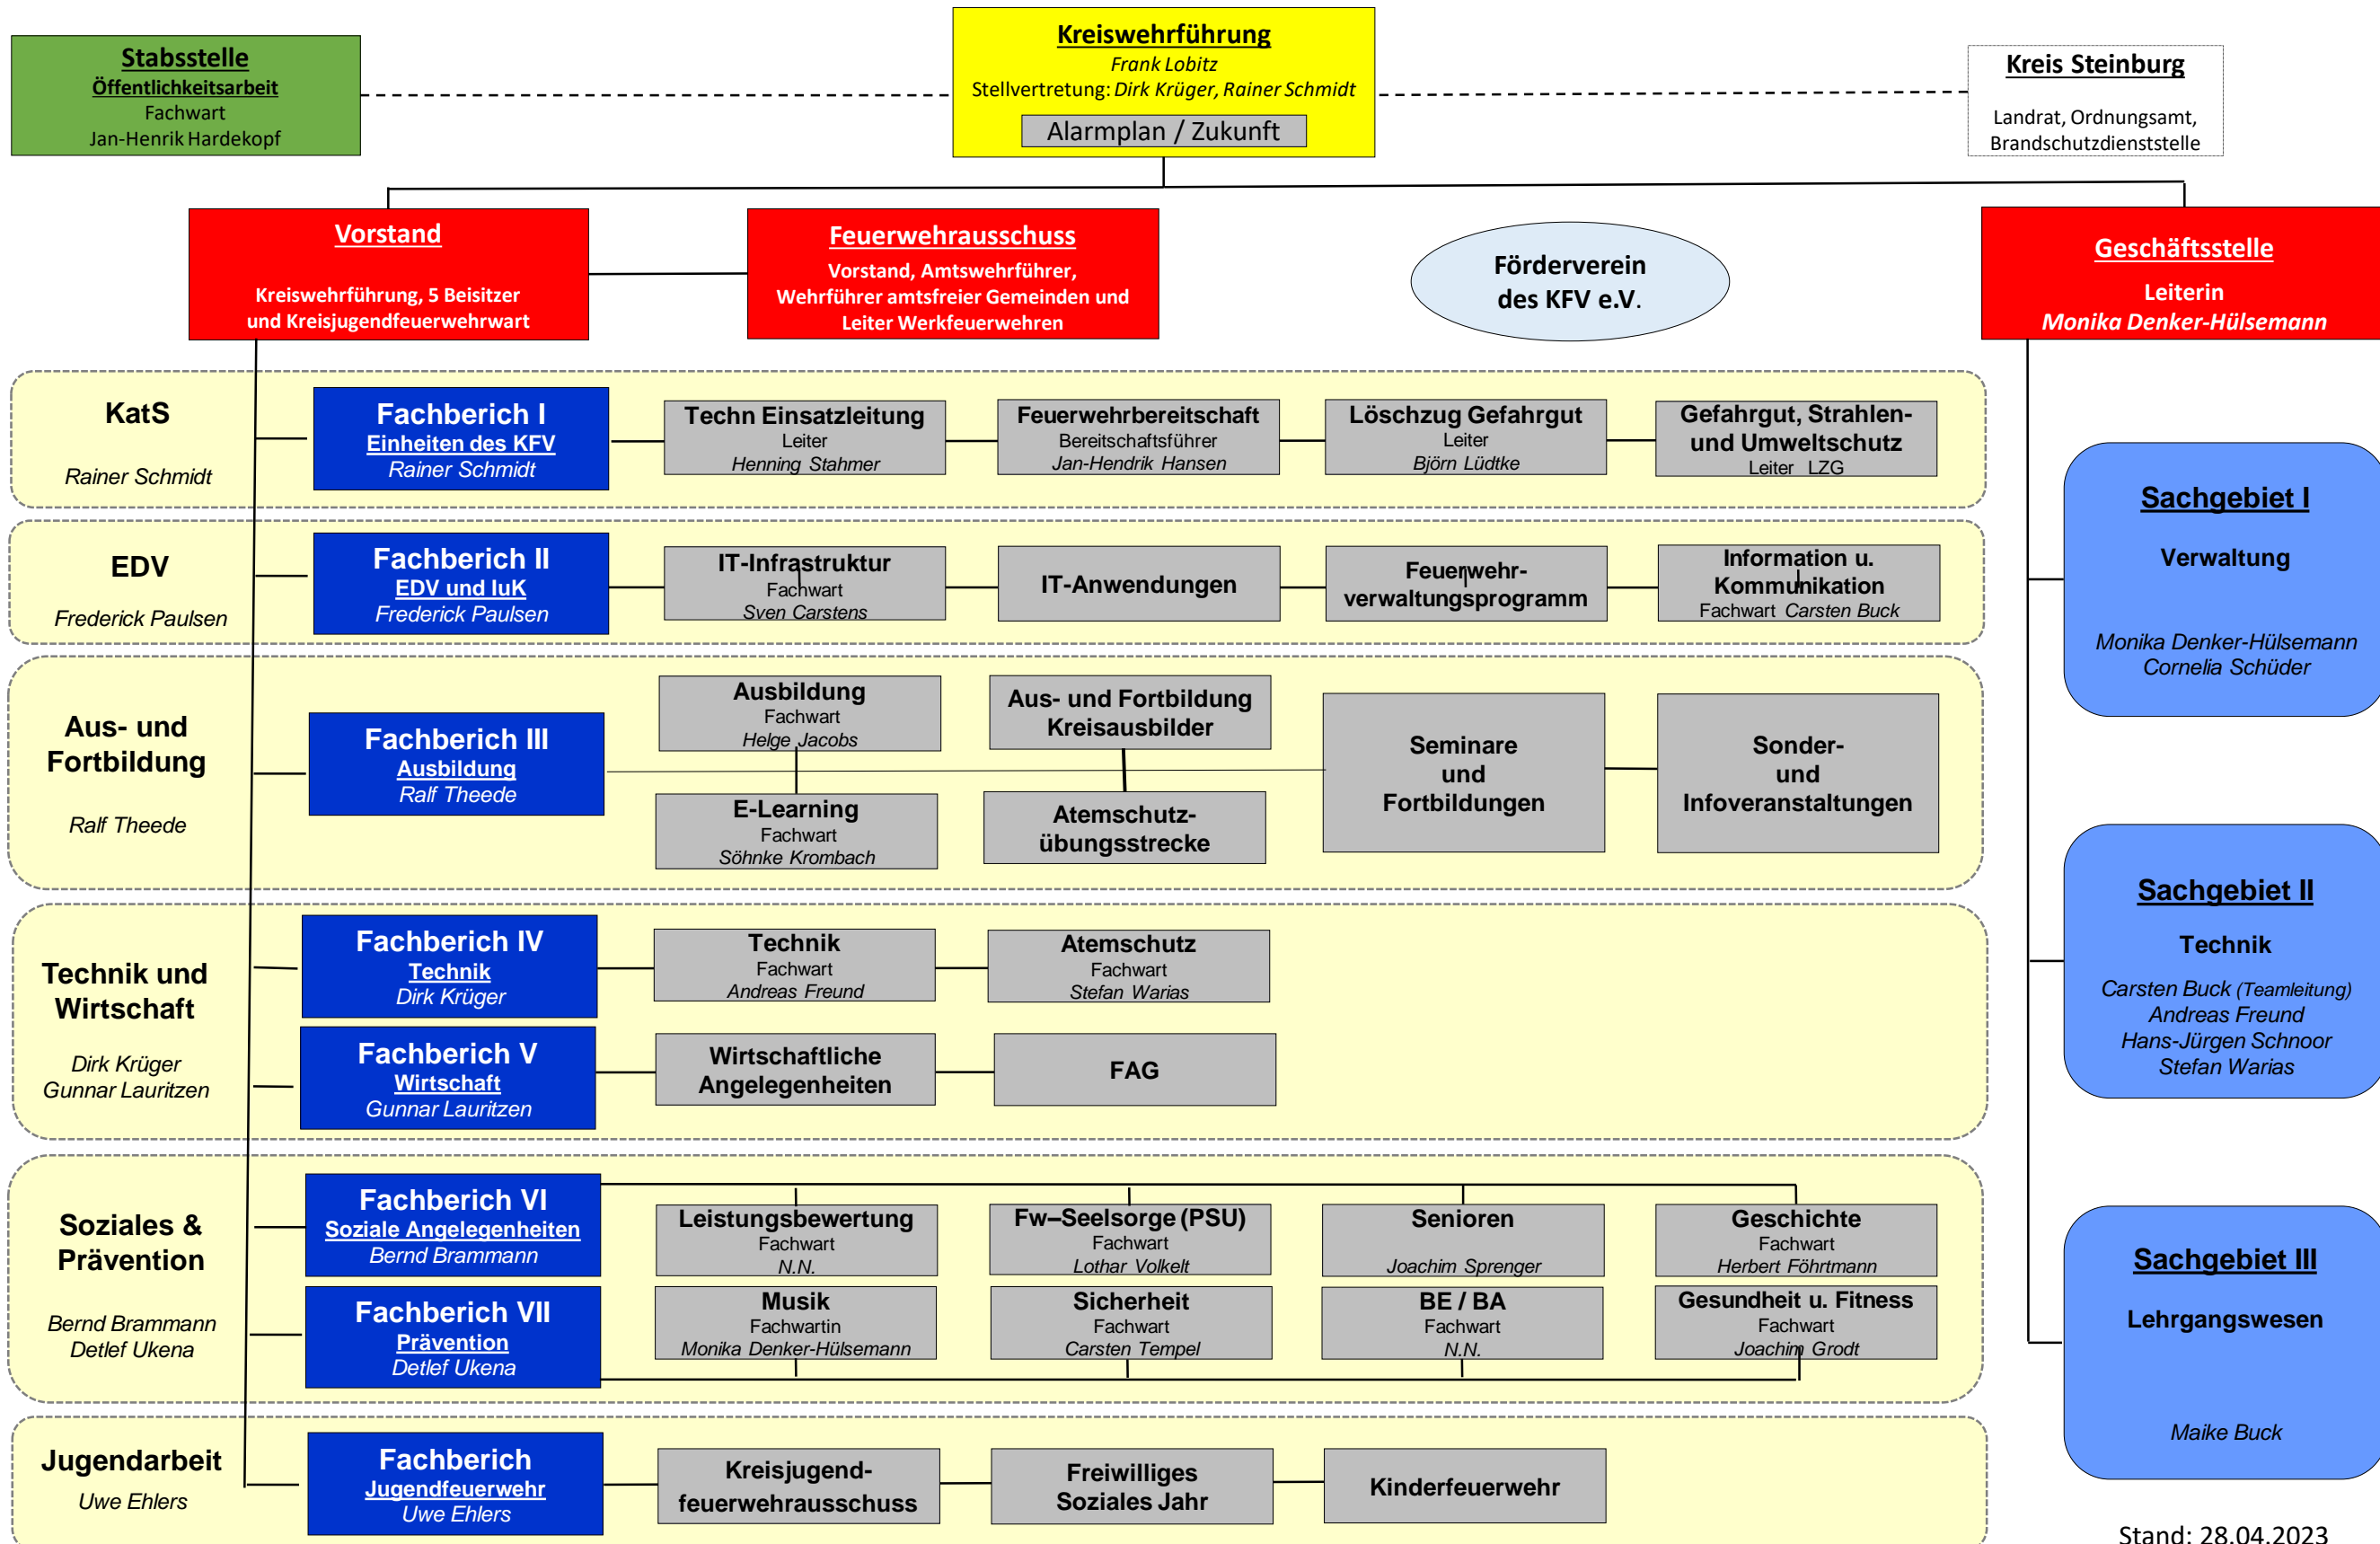 Stabsstelle
Öffentlichkeitsarbeit
Fachwart
Jan-Henrik Hardekopf
Kreiswehrführung
Frank Lobitz
Stellvertretung: Dirk Krüger, Rainer Schmidt
Alarmplan / Zukunft
Kreis Steinburg
Landrat, Ordnungsamt,
Brandschutzdienststelle
Vorstand
Kreiswehrführung, 5 Beisitzer
und Kreisjugendfeuerwehrwart
Feuerwehrausschuss
Vorstand, Amtswehrführer,
Wehrführer amtsfreier Gemeinden und
Leiter Werkfeuerwehren
Förderverein
des KFV e.V.
Geschäftsstelle
Leiterin
Monika Denker-Hülsemann
KatS
Rainer Schmidt
Fachberich I
Einheiten des KFV
Rainer Schmidt
Techn Einsatzleitung
Leiter
Henning Stahmer
Feuerwehrbereitschaft
Bereitschaftsführer
Jan-Hendrik Hansen
Löschzug Gefahrgut
Leiter
Björn Lüdtke
Gefahrgut, Strahlen-
und Umweltschutz
Leiter LZG
EDV
Frederick Paulsen
Fachberich II
EDV und IuK
Frederick Paulsen
IT-Infrastruktur
Fachwart
Sven Carstens
IT-Anwendungen
Feuerwehr-
verwaltungsprogramm
Information u.
Kommunikation
Fachwart Carsten Buck
Aus- und
Fortbildung
Ralf Theede
Fachberich III
Ausbildung
Ralf Theede
Ausbildung
Fachwart
Helge Jacobs
E-Learning
Fachwart
Söhnke Krombach
Aus- und Fortbildung
Kreisausbilder
Atemschutz-
übungsstrecke
Seminare
und
Fortbildungen
Sonder-
und
Infoveranstaltungen
Technik und
Wirtschaft
Dirk Krüger
Gunnar Lauritzen
Fachberich IV
Technik
Dirk Krüger
Technik
Fachwart
Andreas Freund
Atemschutz
Fachwart
Stefan Warias
Fachberich V
Wirtschaft
Gunnar Lauritzen
Wirtschaftliche
Angelegenheiten
FAG
Soziales &
Prävention
Bernd Brammann
Detlef Ukena
Fachberich VI
Soziale Angelegenheiten
Bernd Brammann
Leistungsbewertung
Fachwart
N.N.
Fw–Seelsorge (PSU)
Fachwart
Lothar Volkelt
Senioren
Joachim Sprenger
Geschichte
Fachwart
Herbert Föhrtmann
Fachberich VII
Prävention
Detlef Ukena
Musik
Fachwartin
Monika Denker-Hülsemann
Sicherheit
Fachwart
Carsten Tempel
BE / BA
Fachwart
N.N.
Gesundheit u. Fitness
Fachwart
Joachim Grodt
Jugendarbeit
Uwe Ehlers
Fachberich
Jugendfeuerwehr
Uwe Ehlers
Kreisjugend-
feuerwehrausschuss
Freiwilliges
Soziales Jahr
Kinderfeuerwehr
Sachgebiet I
Verwaltung
Monika Denker-Hülsemann
Cornelia Schüder
Sachgebiet II
Technik
Carsten Buck (Teamleitung)
Andreas Freund
Hans-Jürgen Schnoor
Stefan Warias
Sachgebiet III
Lehrgangswesen
Maike Buck
Stand: 28.04.2023